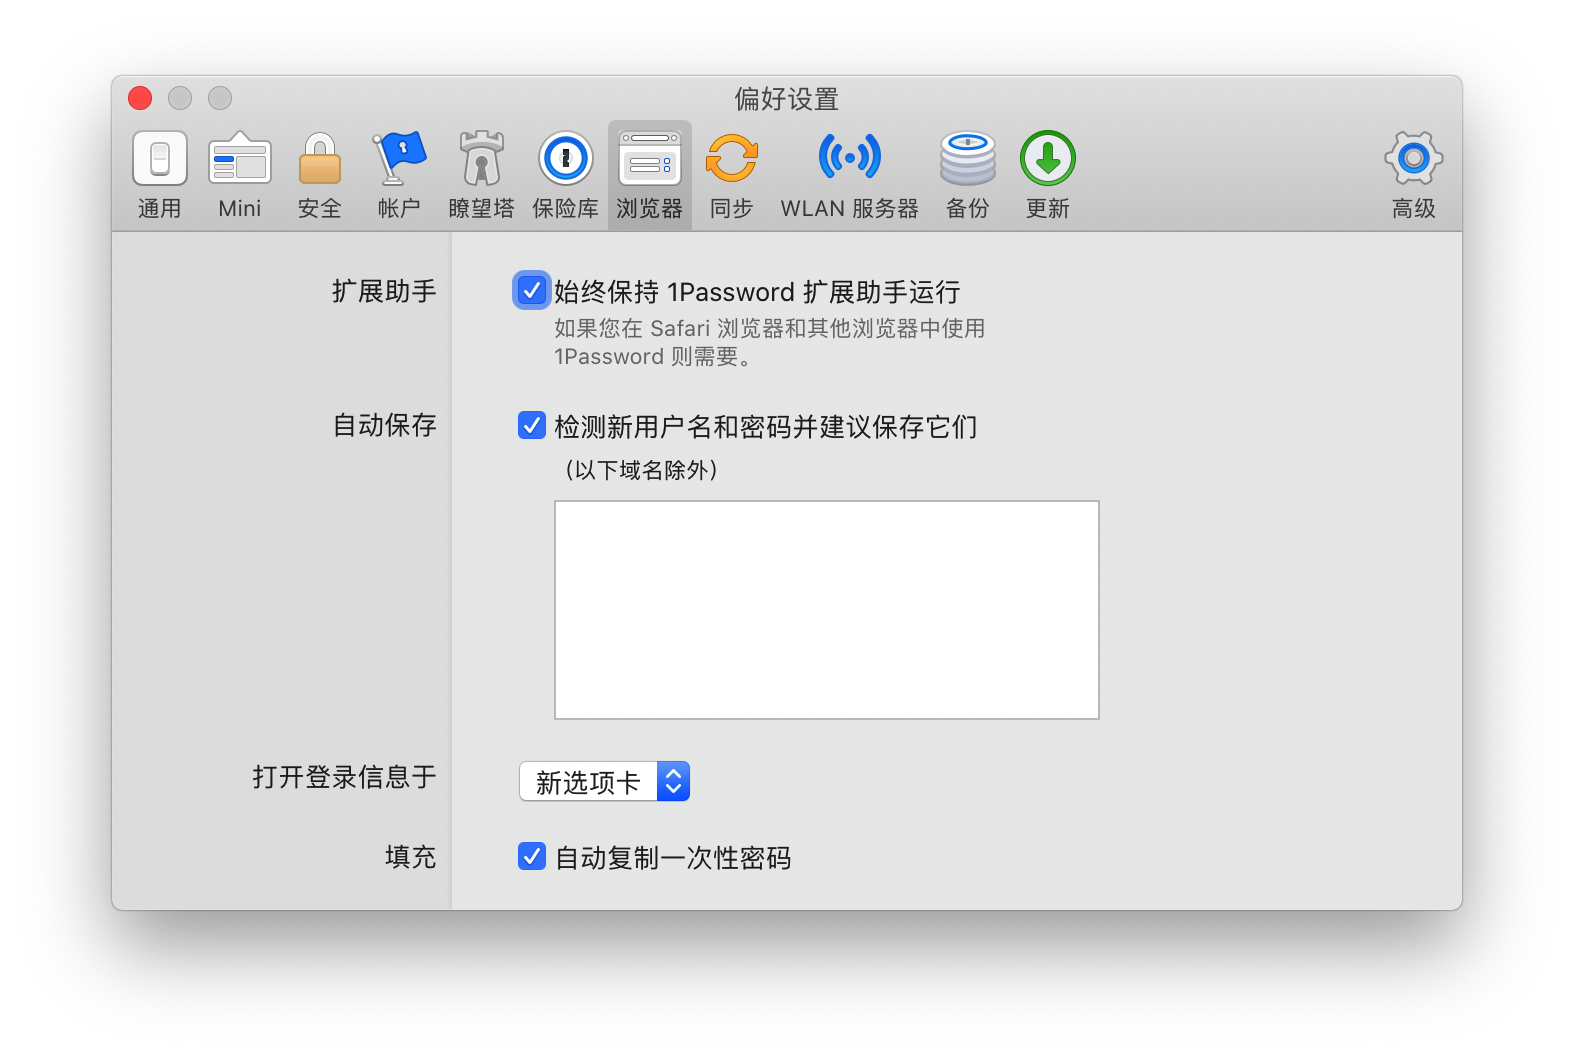 偏好设置
通用 Mini 安全 帐户 瞭望塔 保险库 浏览器 同步 WLAN 服务器 备份 更新 高级
扩展助手 始终保持 1Password 扩展助手运行
如果您在 Safari 浏览器和其他浏览器中使用
1Password 则需要。
自动保存 检测新用户名和密码并建议保存它们
（以下域名除外）
打开登录信息于 新选项卡
填充 自动复制一次性密码